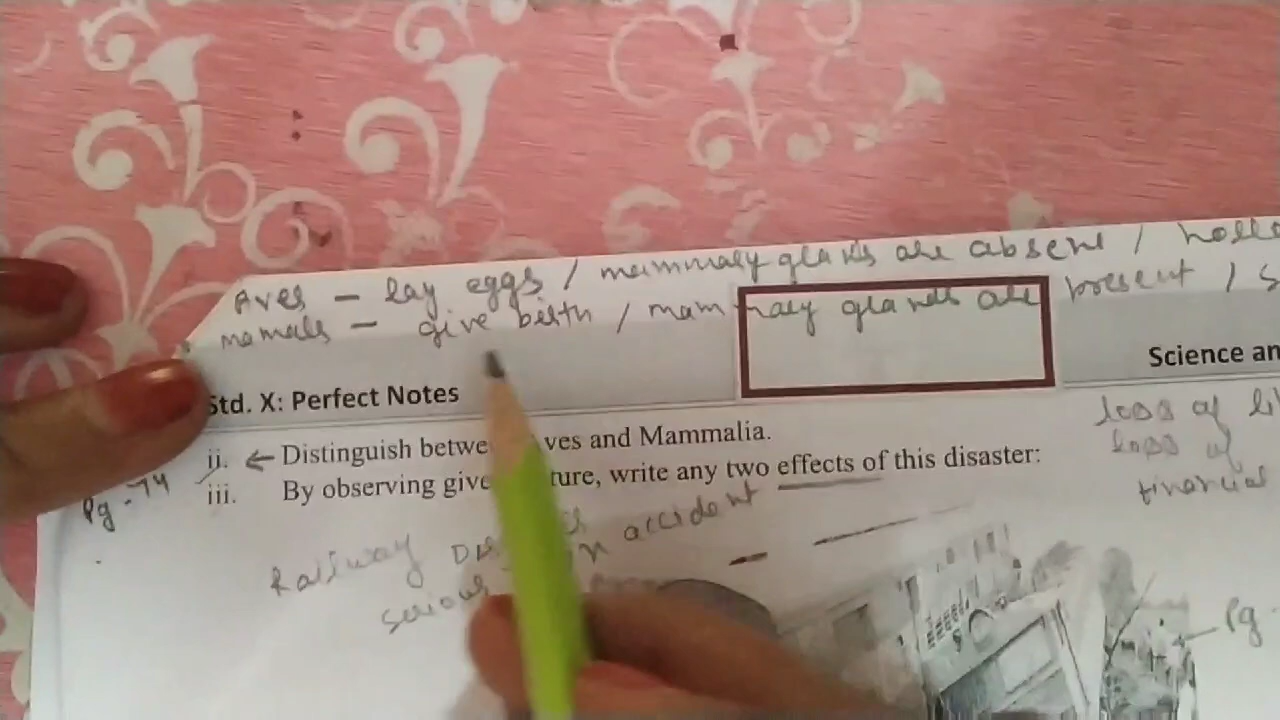 Aves - lay eggs / mammary glands are absent /
mamals - give birth / mammary glands are present /
Std. X: Perfect Notes
Science an
ii. ← Distinguish betwe ves and Mammalia.
iii. By observing give ture, write any two effects of this disaster:
Pg - 74
Railway
serious accident
loss of li
loss of
financial
Pg